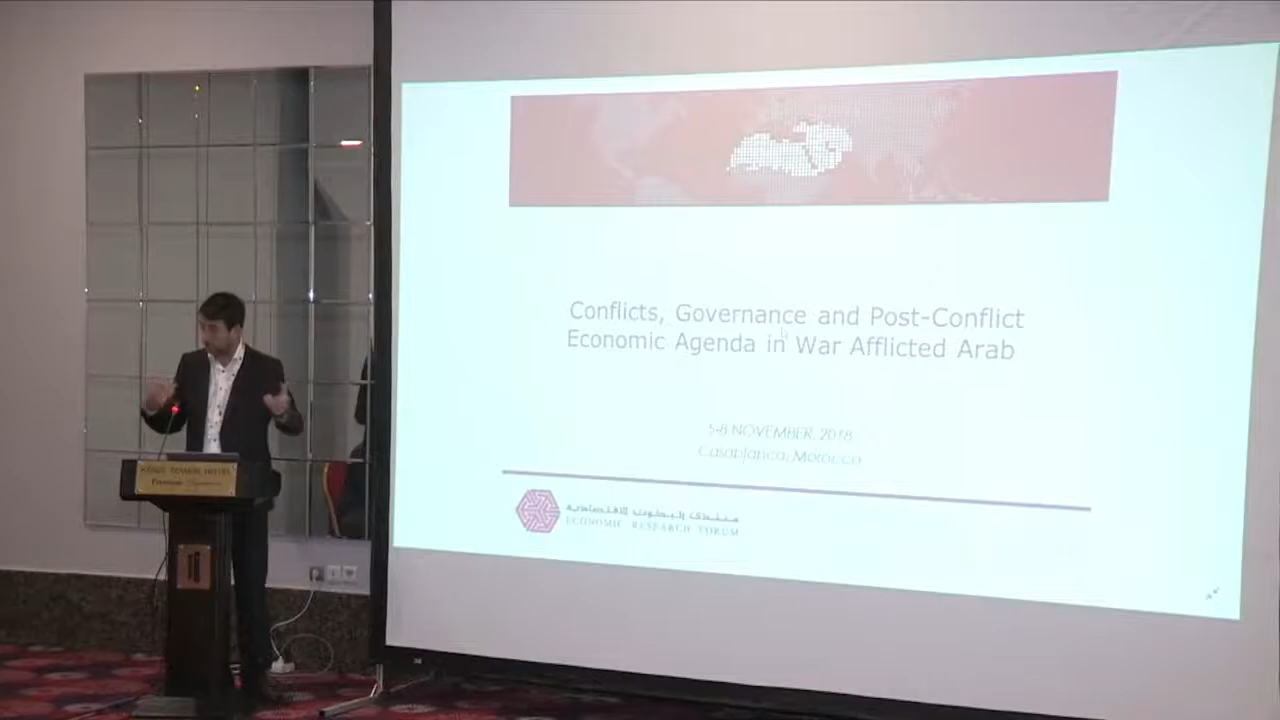 Conflicts, Governance and Post-Conflict
Economic Agenda in War Afflicted Arab
5-8 NOVEMBER, 2018
Casablanca, Morocco
منتدى البحوث الاقتصادية
ECONOMIC RESEARCH FORUM